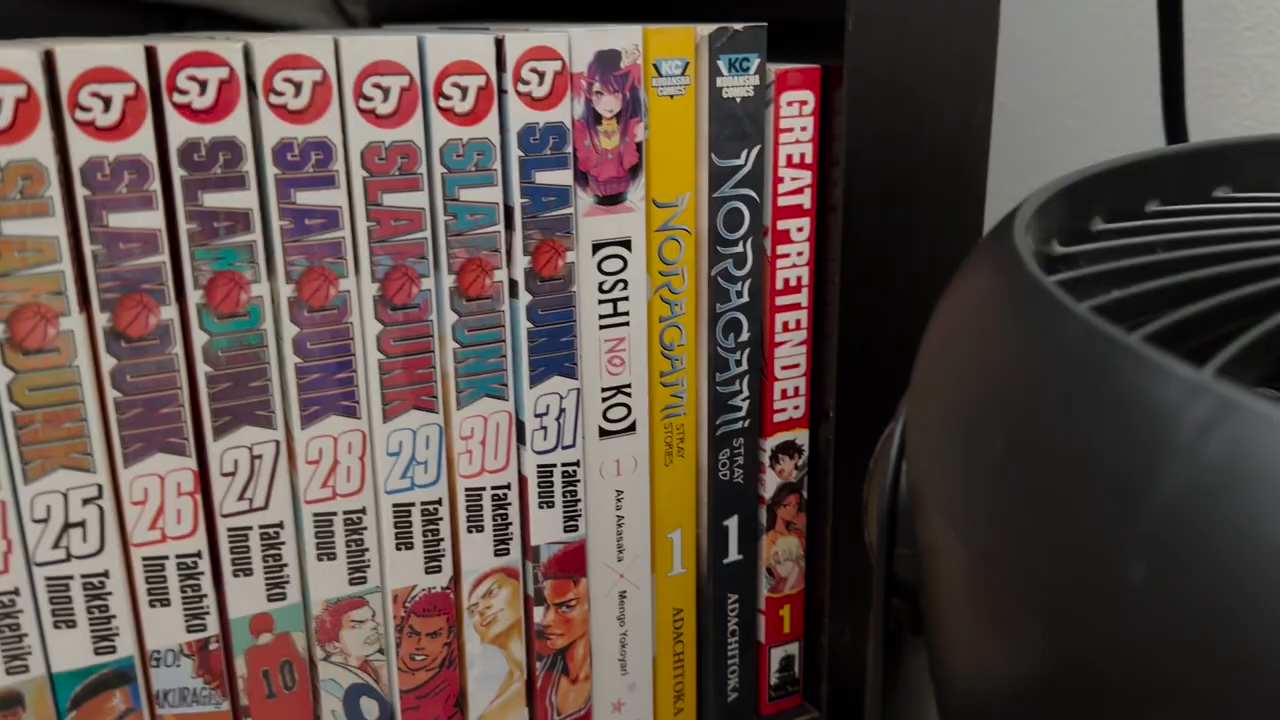 SJ
SLAM DUNK
25
Takehiko
Inoue
SJ
SLAM DUNK
26
Takehiko
Inoue
GO!
SJ
SLAM DUNK
27
Takehiko
Inoue
10
SJ
SLAM DUNK
28
Takehiko
Inoue
SJ
SLAM DUNK
29
Takehiko
Inoue
SJ
SLAM DUNK
30
Takehiko
Inoue
SJ
SLAM DUNK
31
Takehiko
Inoue
【OSHI NO KO】
(1)
Aka Akasaka × Mengo Yokoyari
KC
KODANSHA
COMICS
NORAGAMI
STRAY
STORIES
1
ADACHITOKA
KC
KODANSHA
COMICS
NORAGAMI
STRAY
GOD
1
ADACHITOKA
GREAT PRETENDER
1